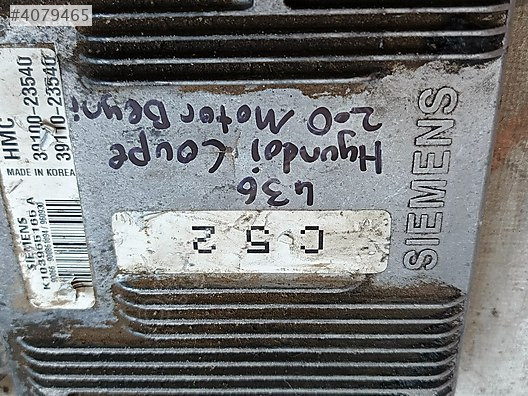 #4079465
HMC
39100-23540
39110-23540
MADE IN KOREA
SIEMENS
K103966166 A
436
Hyundai Coupe
2.0 Motor Beyni
C52
SIEMENS